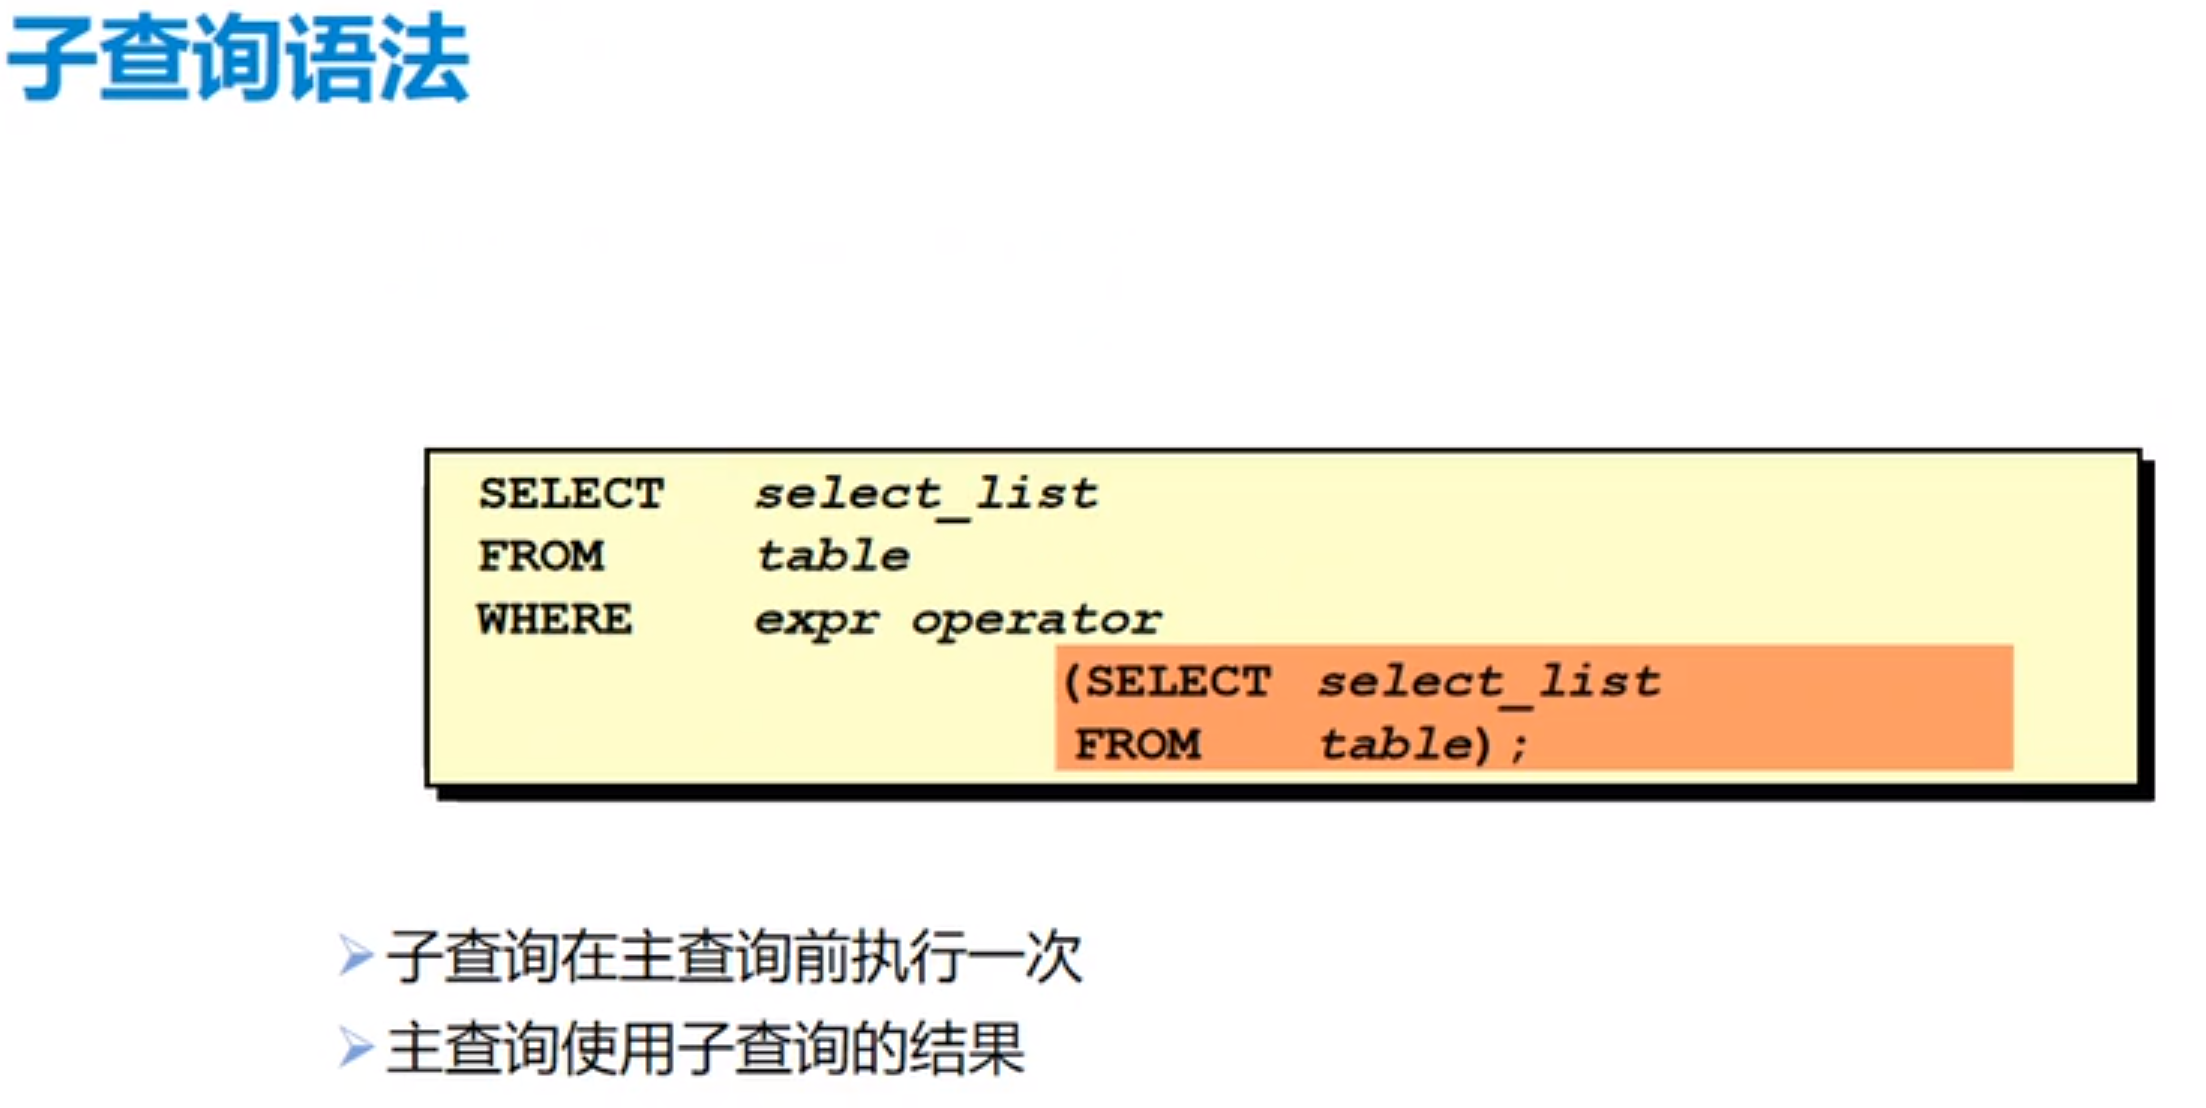 子查询语法
SELECT select_list
FROM table
WHERE expr operator
(SELECT select_list
FROM table);
子查询在主查询前执行一次
主查询使用子查询的结果